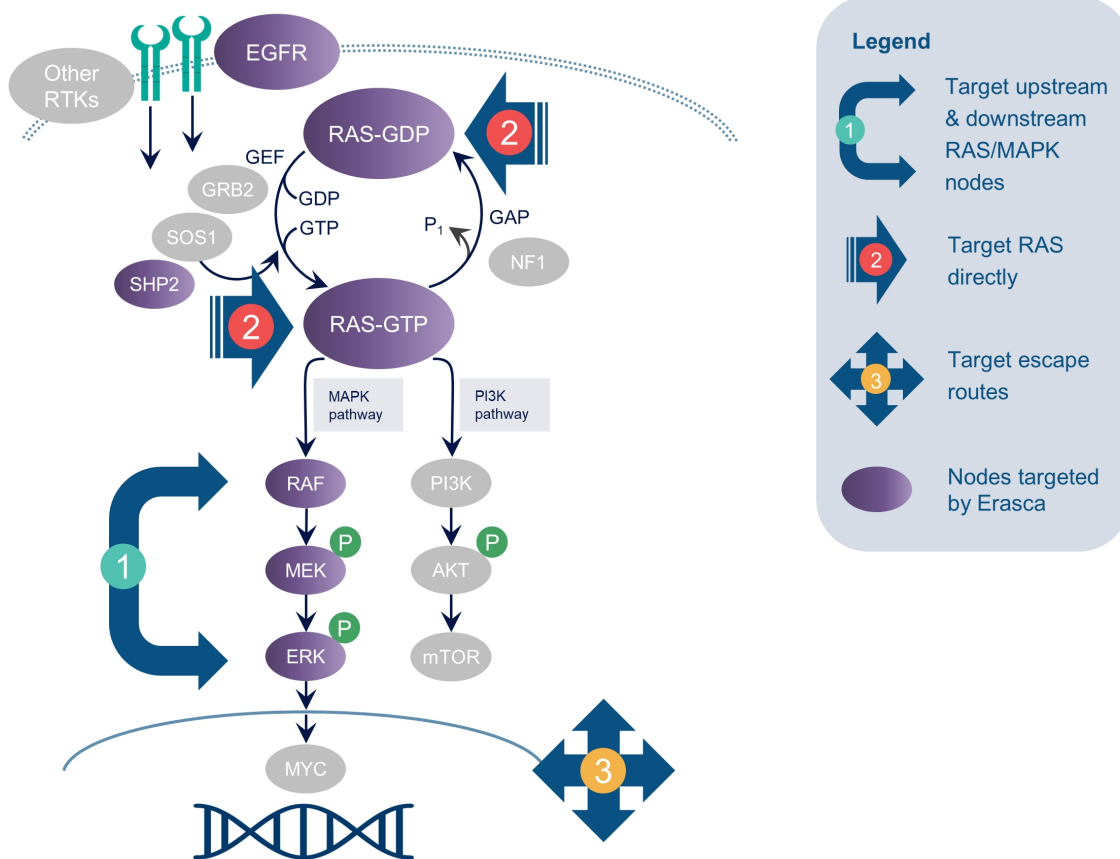 EGFR
Other
RTKs
RAS-GDP
2
GEF
GRB2
GDP
GTP
SOS1
SHP2
P1
GAP
NF1
2
RAS-GTP
MAPK
pathway
PI3K
pathway
RAF
PI3K
1
P
MEK
P
AKT
P
ERK
mTOR
MYC
3
Legend
1
Target upstream
& downstream
RAS/MAPK
nodes
2
Target RAS
directly
3
Target escape
routes
Nodes targeted
by Erasca